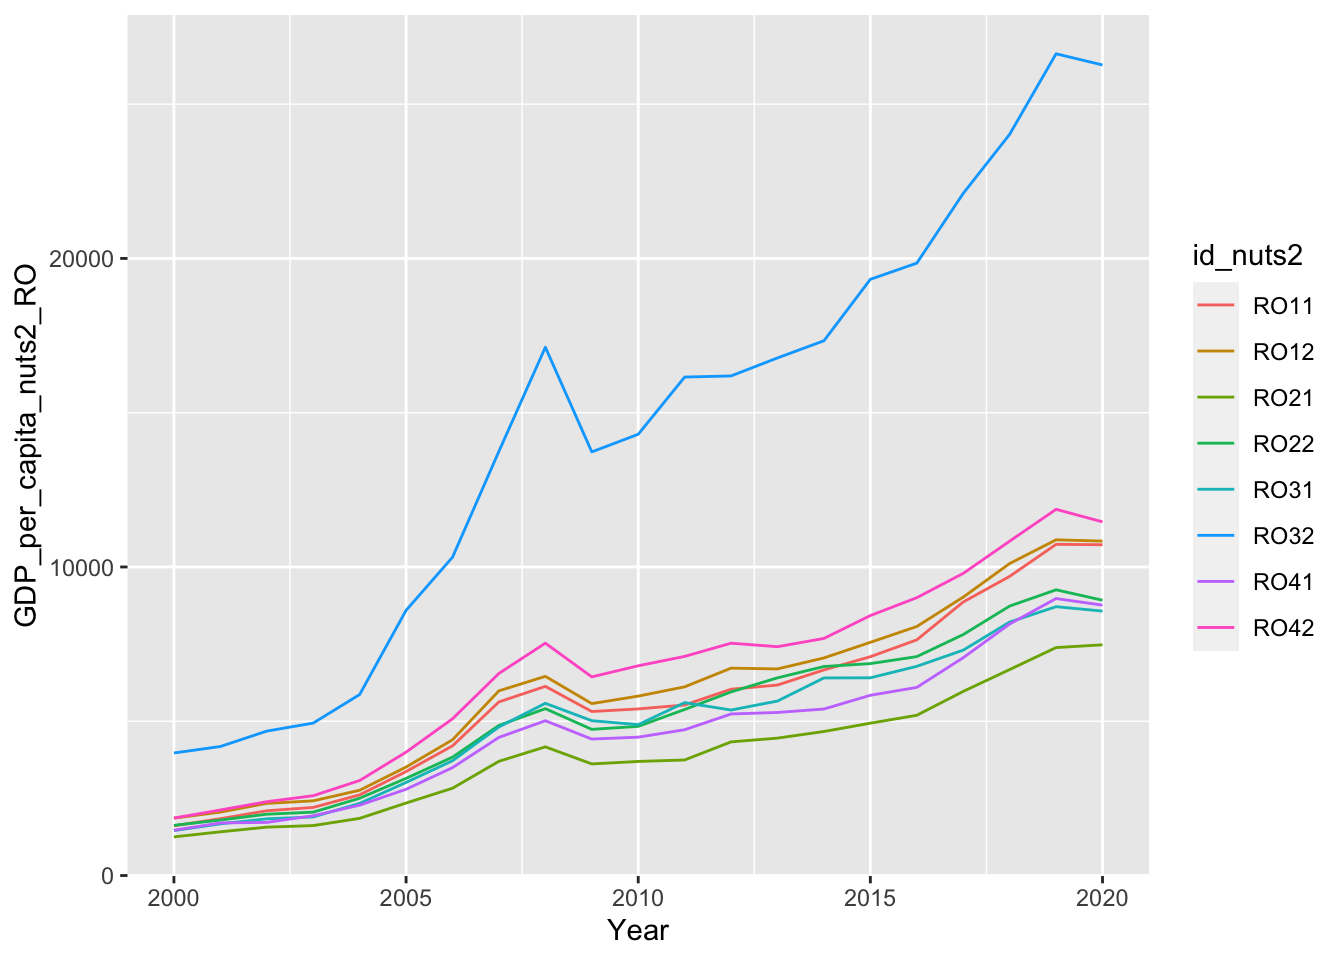 GDP_per_capita_nuts2_RO
20000
10000
0
2000 2005 2010 2015 2020
Year
id_nuts2
RO11
RO12
RO21
RO22
RO31
RO32
RO41
RO42